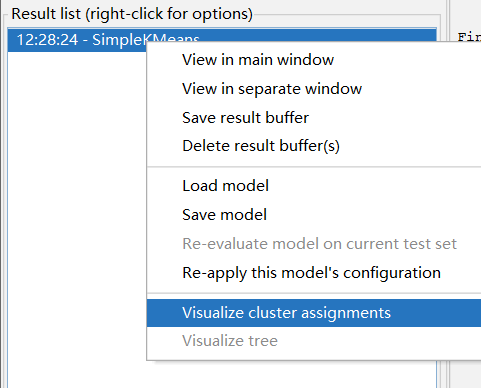 Result list (right-click for options)
12:28:24 - SimpleKMeans
Fin
View in main window
View in separate window
Save result buffer
Delete result buffer(s)
Load model
Save model
Re-evaluate model on current test set
Re-apply this model's configuration
Visualize cluster assignments
Visualize tree